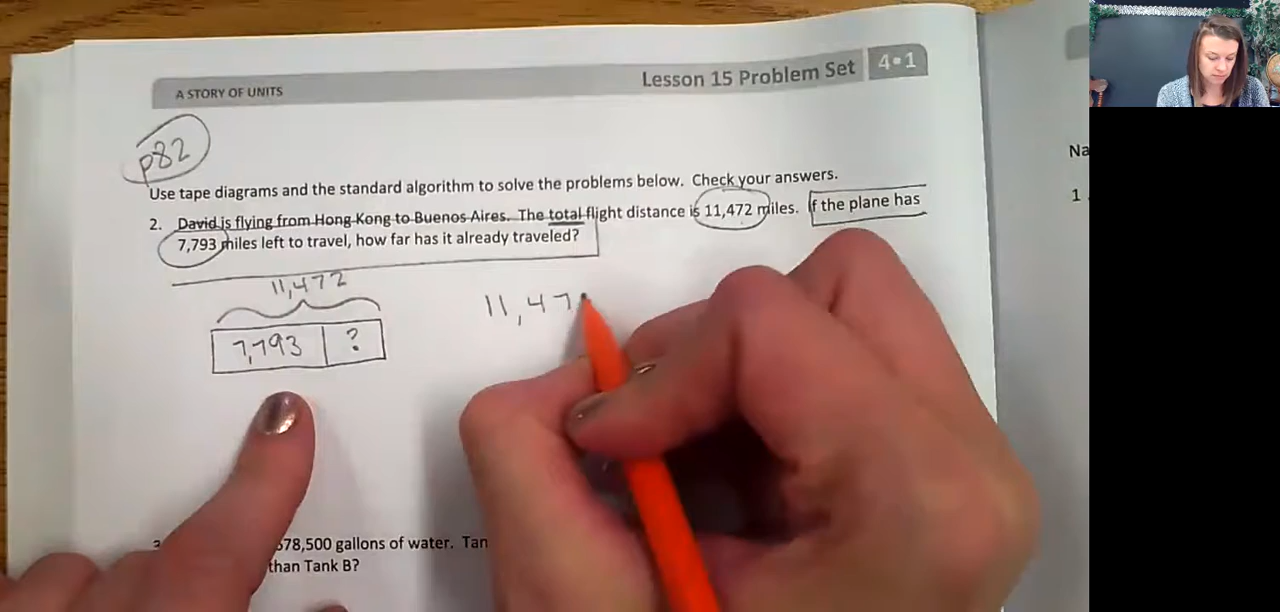 A STORY OF UNITS
Lesson 15 Problem Set 4•1
p82
Use tape diagrams and the standard algorithm to solve the problems below. Check your answers.
2. David is flying from Hong Kong to Buenos Aires. The total flight distance is 11,472 miles. If the plane has
7,793 miles left to travel, how far has it already traveled?
11,472
7,793 ?
11,47
78,500 gallons of water. Tan
than Tank B?
Na
1